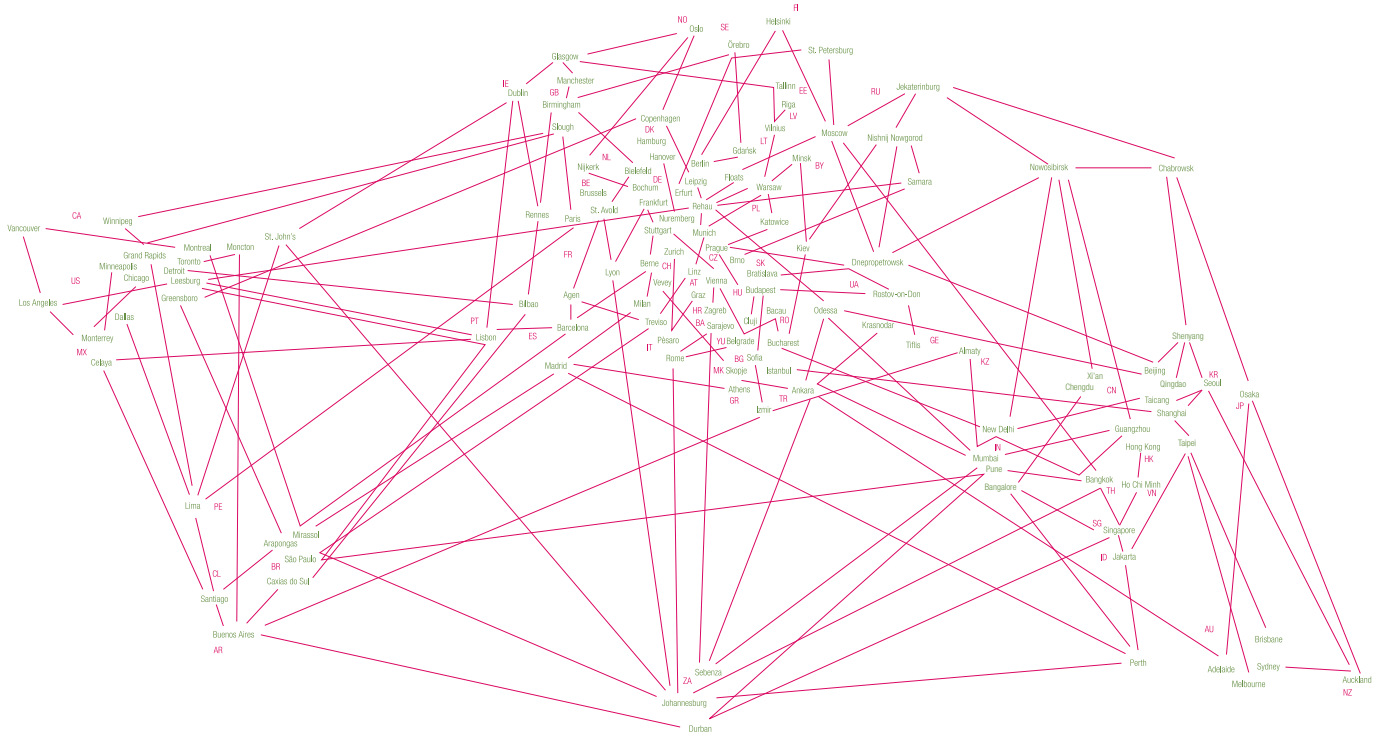 NO
Oslo
SE
Helsinki
FI
Örebro
St. Petersburg
Glasgow
Manchester
IE
Dublin
GB
Birmingham
Tallinn
EE
Riga
LV
RU
Jekaterinburg
Slough
Copenhagen
DK
Hamburg
Vilnius
LT
Moscow
Nishnij Nowgorod
NL
Nijkerk
BE
Brussels
Bielefeld
Bochum
Hanover
DE
Gdańsk
Berlin
Leipzig
Erfurt
Floats
Minsk
BY
Warsaw
PL
Katowice
Samara
Nowosibirsk
Chabrowsk
CA
Winnipeg
Vancouver
Montreal
Moncton
St. John's
Rennes
Paris
St. Avold
Frankfurt
Nuremberg
Rehau
Stuttgart
Munich
Grand Rapids
Toronto
Minneapolis
Detroit
Chicago
Leesburg
US
FR
Lyon
Berne
Zurich
CH
Vevey
Linz
AT
Prague
CZ
Brno
SK
Bratislava
Kiev
Dnepropetrowsk
UA
Los Angeles
Greensboro
Dallas
Agen
Bilbao
Milan
Graz
Vienna
HU
Budapest
Rostov-on-Don
Monterrey
MX
Celaya
PT
Lisbon
ES
Barcelona
Treviso
HR
Zagreb
BA
Sarajevo
Cluji
Bacau
RO
Odessa
Krasnodar
Tiflis
GE
IT
Pésaro
Rome
YU
Belgrade
Bucharest
Madrid
BG
Sofia
MK
Skopje
Istanbul
Athens
GR
Izmir
TR
Ankara
Almaty
KZ
Shenyang
Beijing
Qingdao
KR
Seoul
Xi'an
Chengdu
CN
Taicang
Shanghai
Osaka
JP
New Delhi
IN
Mumbai
Pune
Bangalore
Guangzhou
Hong Kong
HK
Taipei
Bangkok
TH
Ho Chi Minh
VN
SG
Singapore
ID
Jakarta
Lima
PE
Mirassol
Arapongas
São Paulo
BR
Caxias do Sul
CL
Santiago
Buenos Aires
AR
Sebenza
ZA
Johannesburg
Durban
Perth
AU
Adelaide
Brisbane
Sydney
Melbourne
Auckland
NZ